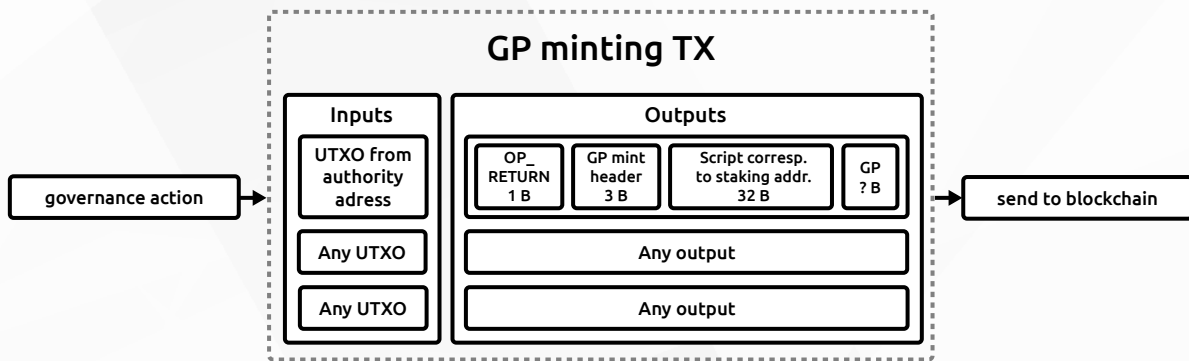 GP minting TX
Inputs
Outputs
UTXO from
authority
adress
OP_
RETURN
1 B
GP mint
header
3 B
Script corresp.
to staking addr.
32 B
GP
? B
governance action
send to blockchain
Any UTXO
Any output
Any UTXO
Any output